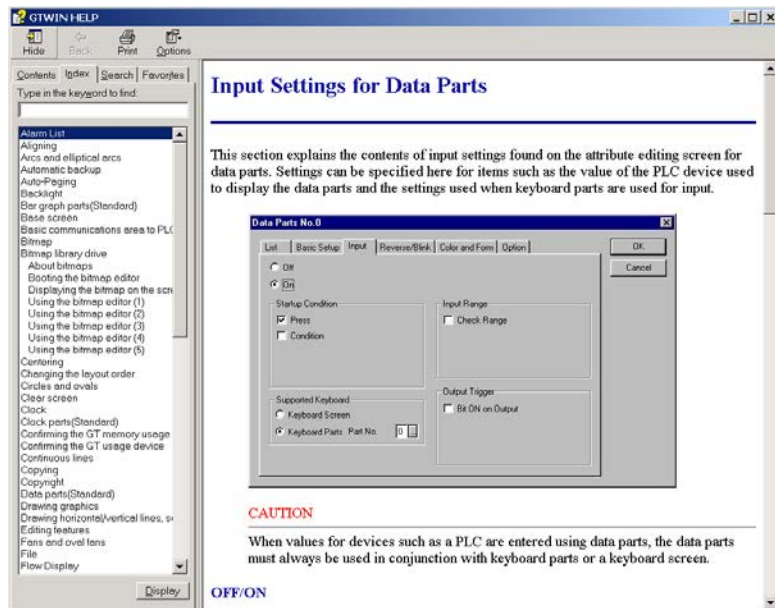 GTWIN HELP
Hide Back Print Options
Contents Index Search Favorites
Type in the keyword to find:
Alarm List
Aligning
Arcs and elliptical arcs
Automatic backup
Auto-Paging
Backlight
Bar graph parts(Standard)
Base screen
Basic communications area to PLC
Bitmap
Bitmap library drive
About bitmaps
Booting the bitmap editor
Displaying the bitmap on the scr
Using the bitmap editor (1)
Using the bitmap editor (2)
Using the bitmap editor (3)
Using the bitmap editor (4)
Using the bitmap editor (5)
Centering
Changing the layout order
Circles and ovals
Clear screen
Clock
Clock parts(Standard)
Confirming the GT memory usage
Confirming the GT usage device
Continuous lines
Copying
Copyright
Data parts(Standard)
Drawing graphics
Drawing horizontal/vertical lines, s
Editing features
Fans and oval fans
File
Flow Display
Display
Input Settings for Data Parts
This section explains the contents of input settings found on the attribute editing screen for
data parts. Settings can be specified here for items such as the value of the PLC device used
to display the data parts and the settings used when keyboard parts are used for input.
Data Parts No.0
List Basic Setup Input Reverse/Blink Color and Form Option
OK
Cancel
Off
On
Startup Condition
Press
Condition
Input Range
Check Range
Supported Keyboard
Keyboard Screen
Keyboard Parts Part No. 0 ...
Output Trigger
Bit ON on Output
CAUTION
When values for devices such as a PLC are entered using data parts, the data parts
must always be used in conjunction with keyboard parts or a keyboard screen.
OFF/ON